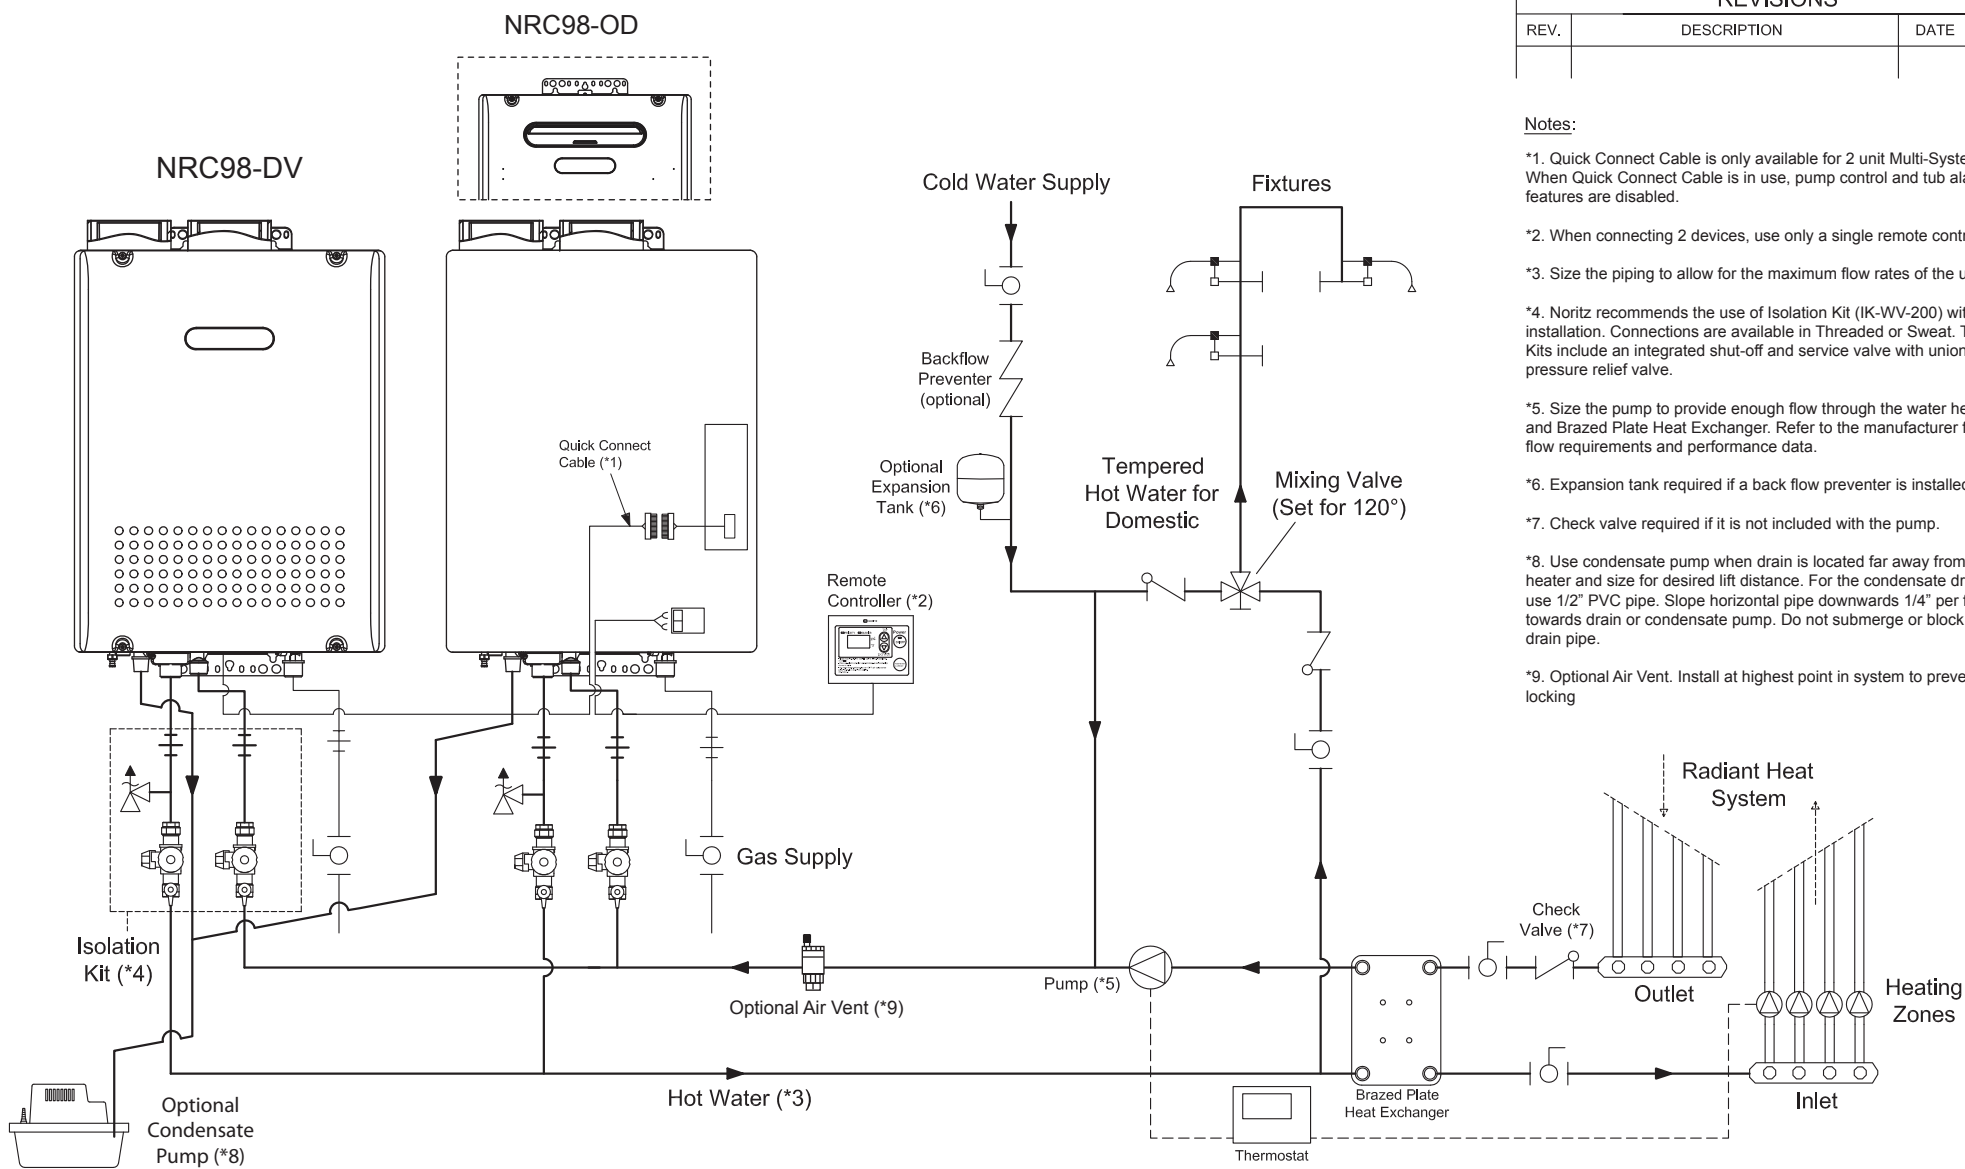 NRC98-OD
NRC98-DV
REVISIONS
REV.
DESCRIPTION
DATE
Notes:
*1. Quick Connect Cable is only available for 2 unit Multi-Syste
When Quick Connect Cable is in use, pump control and tub ala
features are disabled.
*2. When connecting 2 devices, use only a single remote contr
*3. Size the piping to allow for the maximum flow rates of the u
*4. Noritz recommends the use of Isolation Kit (IK-WV-200) wit
installation. Connections are available in Threaded or Sweat. T
Kits include an integrated shut-off and service valve with union
pressure relief valve.
*5. Size the pump to provide enough flow through the water he
and Brazed Plate Heat Exchanger. Refer to the manufacturer f
flow requirements and performance data.
*6. Expansion tank required if a back flow preventer is installed
*7. Check valve required if it is not included with the pump.
*8. Use condensate pump when drain is located far away from
heater and size for desired lift distance. For the condensate dr
use 1/2” PVC pipe. Slope horizontal pipe downwards 1/4” per f
towards drain or condensate pump. Do not submerge or block
drain pipe.
*9. Optional Air Vent. Install at highest point in system to preve
locking
Cold Water Supply
Fixtures
Backflow
Preventer
(optional)
Quick Connect
Cable (*1)
Optional
Expansion
Tank (*6)
Tempered
Hot Water for
Domestic
Mixing Valve
(Set for 120°)
Remote
Controller (*2)
Power
Radiant Heat
System
Gas Supply
Isolation
Kit (*4)
Check
Valve (*7)
Pump (*5)
Optional Air Vent (*9)
Outlet
Heating
Zones
Hot Water (*3)
Brazed Plate
Heat Exchanger
Inlet
Optional
Condensate
Pump (*8)
Thermostat